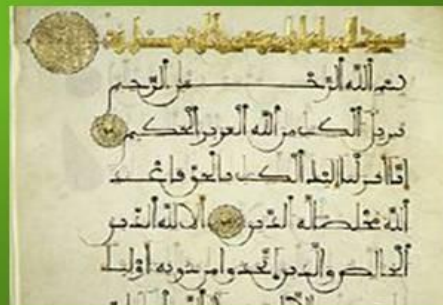 بسم الله الرحمن الرحيم
تنزيل الكتب من الله العزيز الحكيم
إنا أنزلنا إليك الكتب بالحق فاعبد
الله مخلصا له الدين ألا لله الدين
الخالص والذين اتخذوا من دونه أوليا